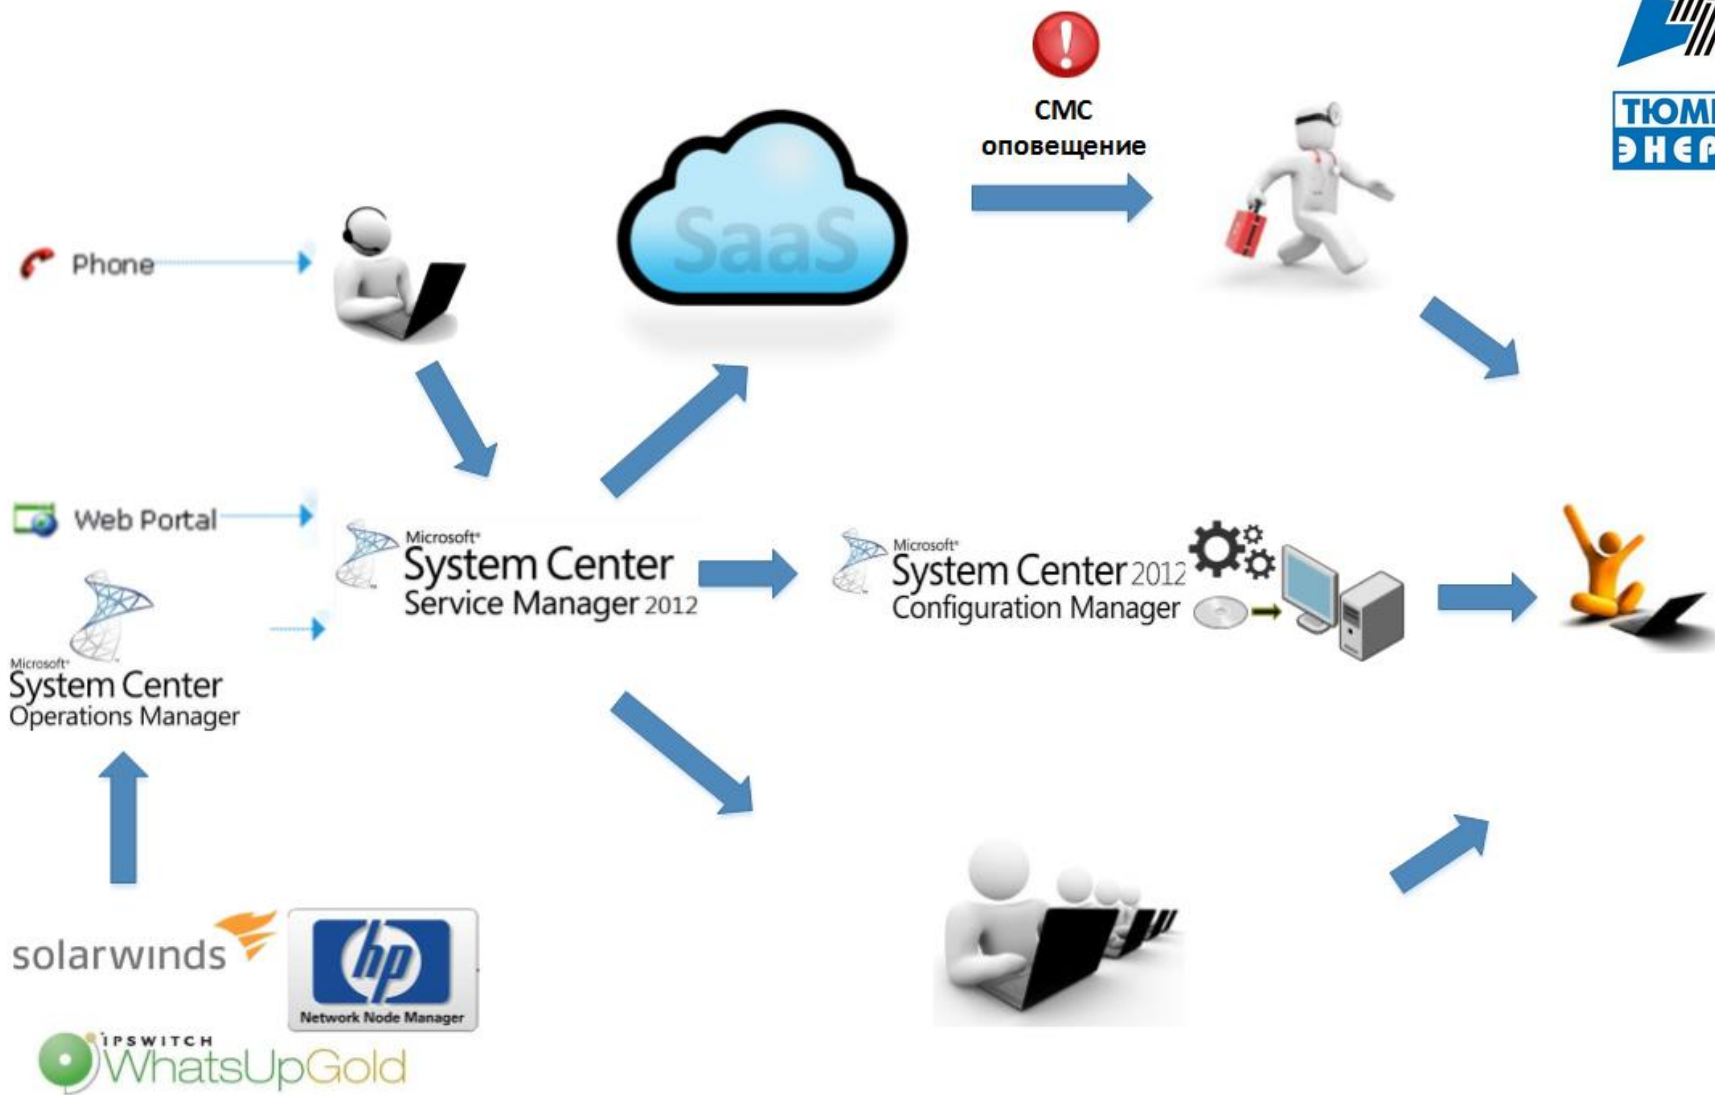 СМС
оповещение
SaaS
Phone
Web Portal
Microsoft
System Center
Service Manager 2012
Microsoft
System Center 2012
Configuration Manager
Microsoft
System Center
Operations Manager
solarwinds
hp
Network Node Manager
IPSWITCH
WhatsUpGold